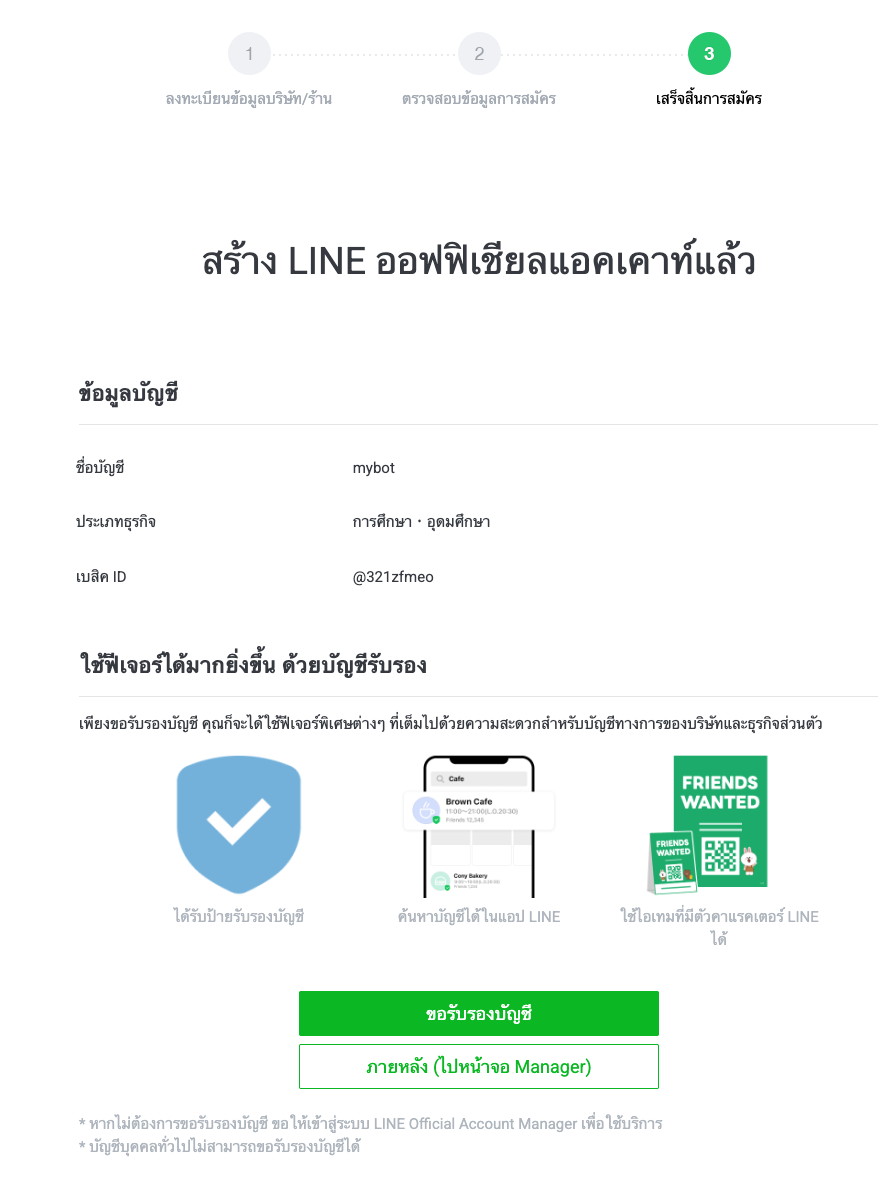 1
2
3
ลงทะเบียนข้อมูลบริษัท/ร้าน
ตรวจสอบข้อมูลการสมัคร
เสร็จสิ้นการสมัคร
สร้าง LINE ออฟฟิเชียลแอคเคาท์แล้ว
ข้อมูลบัญชี
ชื่อบัญชี
mybot
ประเภทธุรกิจ
การศึกษา・อุดมศึกษา
เบสิค ID
@321zfmeo
ใช้ฟีเจอร์ได้มากยิ่งขึ้น ด้วยบัญชีรับรอง
เพียงขอรับรองบัญชี คุณก็จะได้ใช้ฟีเจอร์พิเศษต่างๆ ที่เต็มไปด้วยความสะดวกสำหรับบัญชีทางการของบริษัทและธุรกิจส่วนตัว
Cafe
Brown Cafe
11:00〜21:00(L.O.20:30)
Friends 12,345
Cony Bakery
FRIENDS
WANTED
FRIENDS
WANTED
ได้รับป้ายรับรองบัญชี
ค้นหาบัญชีได้ในแอป LINE
ใช้ไอเทมที่มีตัวคาแรคเตอร์ LINE
ได้
ขอรับรองบัญชี
ภายหลัง (ไปหน้าจอ Manager)
* หากไม่ต้องการขอรับรองบัญชี ขอให้เข้าสู่ระบบ LINE Official Account Manager เพื่อใช้บริการ
* บัญชีบุคคลทั่วไปไม่สามารถขอรับรองบัญชีได้